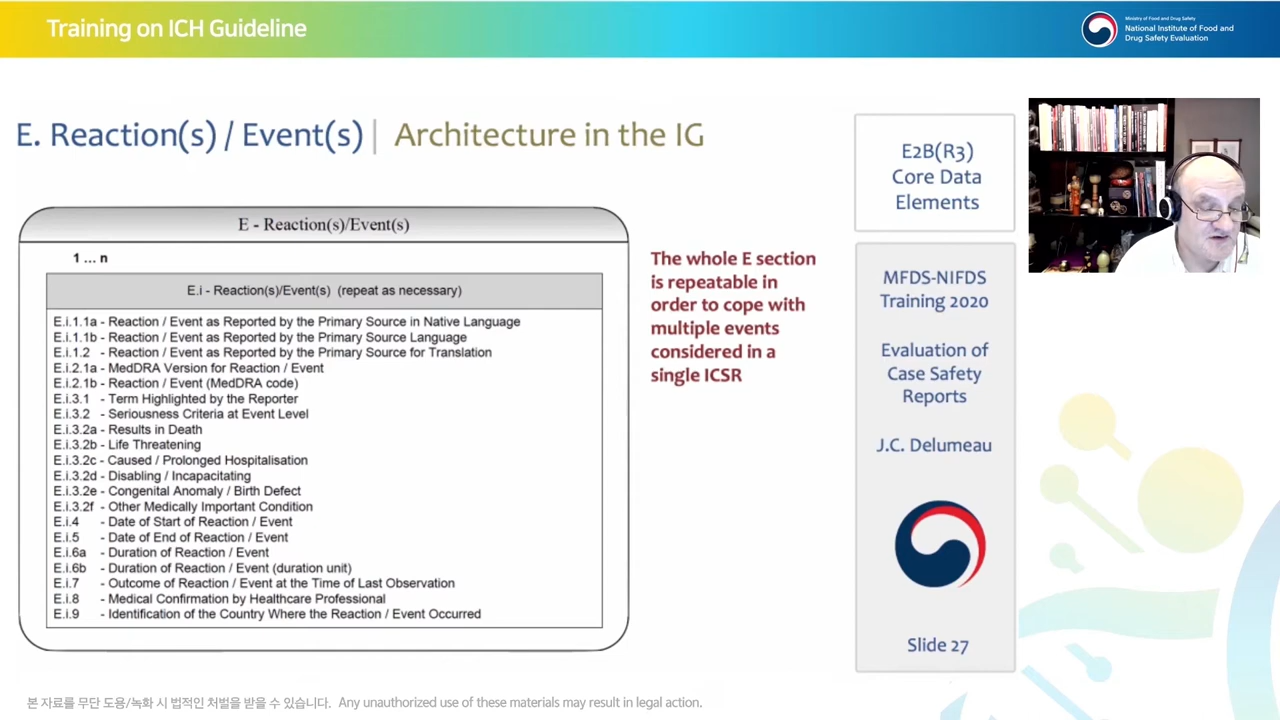 Training on ICH Guideline
Ministry of Food and Drug Safety
National Institute of Food and
Drug Safety Evaluation
E. Reaction(s) / Event(s) | Architecture in the IG
E - Reaction(s)/Event(s)
1 ... n
E.i - Reaction(s)/Event(s) (repeat as necessary)
E.i.1.1a - Reaction / Event as Reported by the Primary Source in Native Language
E.i.1.1b - Reaction / Event as Reported by the Primary Source Language
E.i.1.2 - Reaction / Event as Reported by the Primary Source for Translation
E.i.2.1a - MedDRA Version for Reaction / Event
E.i.2.1b - Reaction / Event (MedDRA code)
E.i.3.1 - Term Highlighted by the Reporter
E.i.3.2 - Seriousness Criteria at Event Level
E.i.3.2a - Results in Death
E.i.3.2b - Life Threatening
E.i.3.2c - Caused / Prolonged Hospitalisation
E.i.3.2d - Disabling / Incapacitating
E.i.3.2e - Congenital Anomaly / Birth Defect
E.i.3.2f - Other Medically Important Condition
E.i.4 - Date of Start of Reaction / Event
E.i.5 - Date of End of Reaction / Event
E.i.6a - Duration of Reaction / Event
E.i.6b - Duration of Reaction / Event (duration unit)
E.i.7 - Outcome of Reaction / Event at the Time of Last Observation
E.i.8 - Medical Confirmation by Healthcare Professional
E.i.9 - Identification of the Country Where the Reaction / Event Occurred
The whole E section
is repeatable in
order to cope with
multiple events
considered in a
single ICSR
E2B(R3)
Core Data
Elements
MFDS-NIFDS
Training 2020
Evaluation of
Case Safety
Reports
J.C. Delumeau
Slide 27
본 자료를 무단 도용/녹화 시 법적인 처벌을 받을 수 있습니다. Any unauthorized use of these materials may result in legal action.